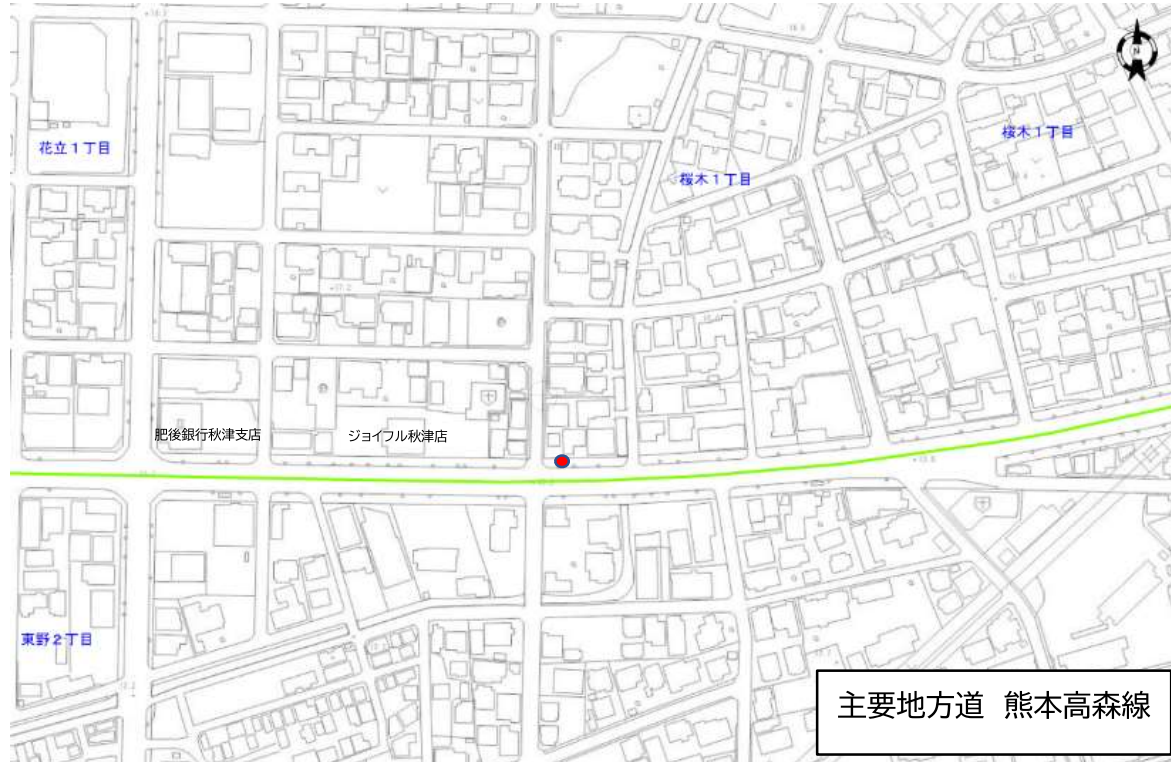 N
花立1丁目
桜木1丁目
桜木1丁目
肥後銀行秋津支店
ジョイフル秋津店
東野2丁目
主要地方道 熊本高森線